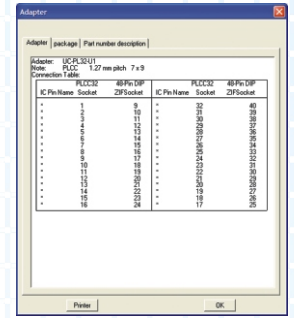 Adapter
Adapter package Part number description
Adapter: UC-PL32-U1
Note: PLCC 1.27 mm pitch 7 x 9
Connection Table:
PLCC32 48-Pin DIP PLCC32 48-Pin DIP
IC Pin Name Socket ZIFSocket IC Pin Name Socket ZIFSocket
* 1 9 * 32 40
* 2 10 * 31 39
* 3 11 * 30 38
* 4 12 * 29 37
* 5 13 * 28 36
* 6 14 * 27 35
* 7 15 * 26 34
* 8 16 * 25 33
* 9 17 * 24 32
* 10 18 * 23 31
* 11 19 * 22 30
* 12 20 * 21 29
* 13 21 * 20 28
* 14 22 * 19 27
* 15 23 * 18 26
* 16 24 * 17 25
Printer OK